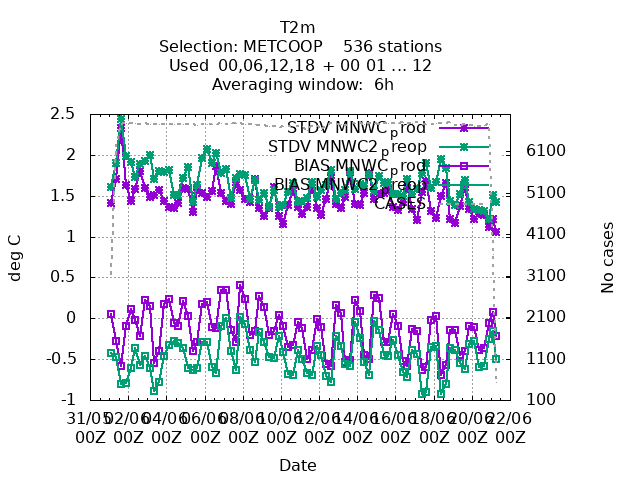 T2m
Selection: METCOOP    536 stations
Used  00,06,12,18 + 00 01 ... 12
Averaging window:  6h
STDV MNWC_prod
STDV MNWC2_preop
BIAS MNWC_prod
BIAS MNWC2_preop
CASES
2.5
2
1.5
1
0.5
0
-0.5
-1
deg C
6100
5100
4100
3100
2100
1100
100
No cases
31/05 02/06 04/06 06/06 08/06 10/06 12/06 14/06 16/06 18/06 20/06 22/06
00Z 00Z 00Z 00Z 00Z 00Z 00Z 00Z 00Z 00Z 00Z 00Z
Date